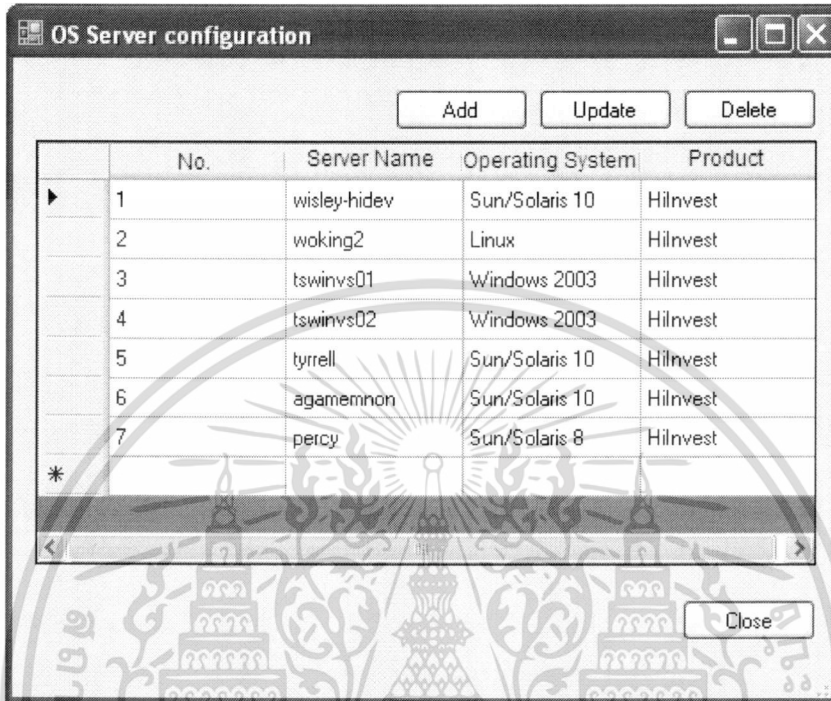 OS Server configuration
Add Update Delete
No. Server Name Operating System Product
1 wisley-hidev Sun/Solaris 10 HiInvest
2 woking2 Linux HiInvest
3 tswinvs01 Windows 2003 HiInvest
4 tswinvs02 Windows 2003 HiInvest
5 tyrrell Sun/Solaris 10 HiInvest
6 agamemnon Sun/Solaris 10 HiInvest
7 percy Sun/Solaris 8 HiInvest
*
Close